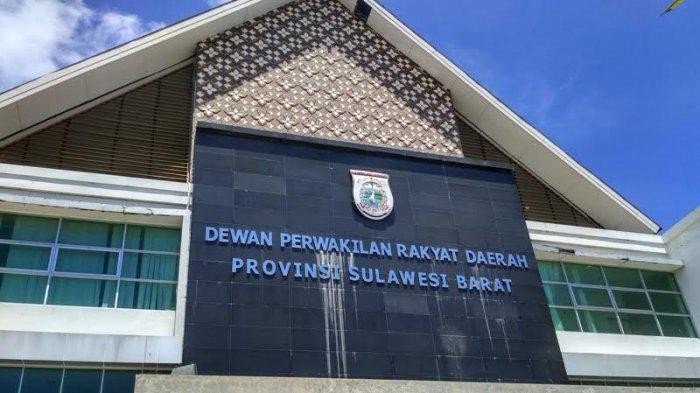 DEWAN PERWAKILAN RAKYAT DAERAH
PROVINSI SULAWESI BARAT